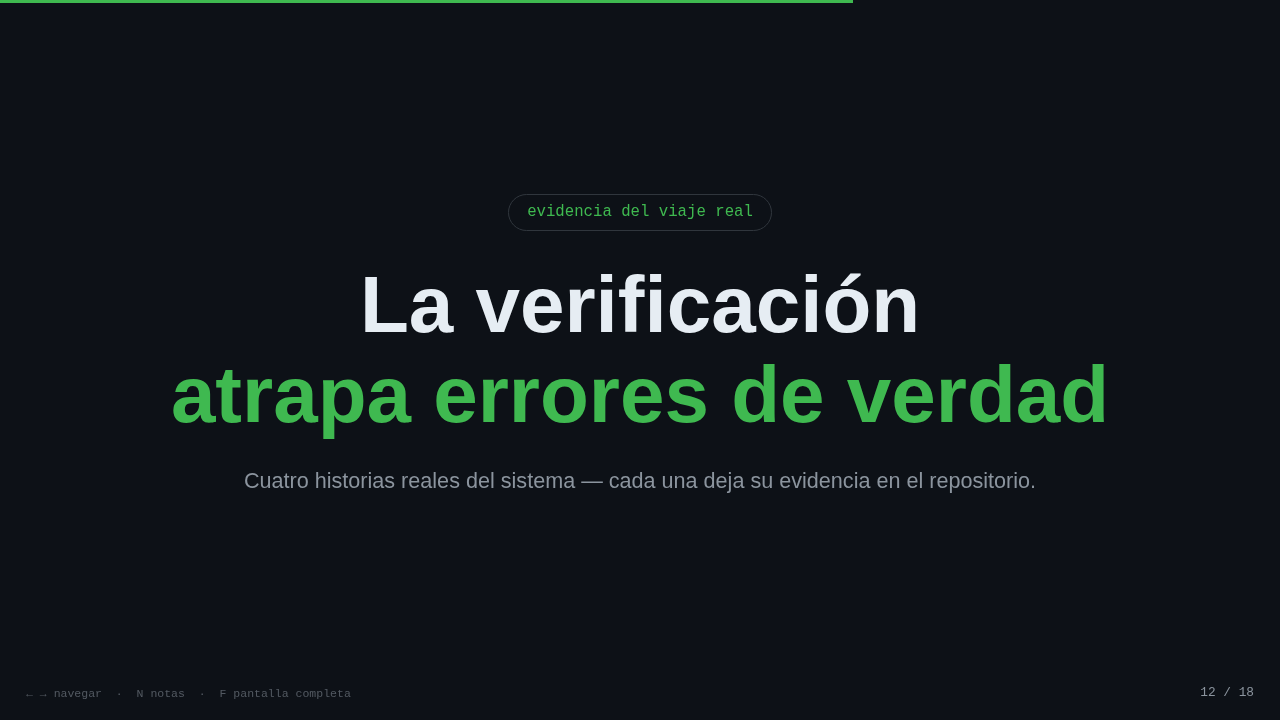 evidencia del viaje real
La verificación
atrapa errores de verdad
Cuatro historias reales del sistema — cada una deja su evidencia en el repositorio.
← → navegar · N notas · F pantalla completa
12 / 18